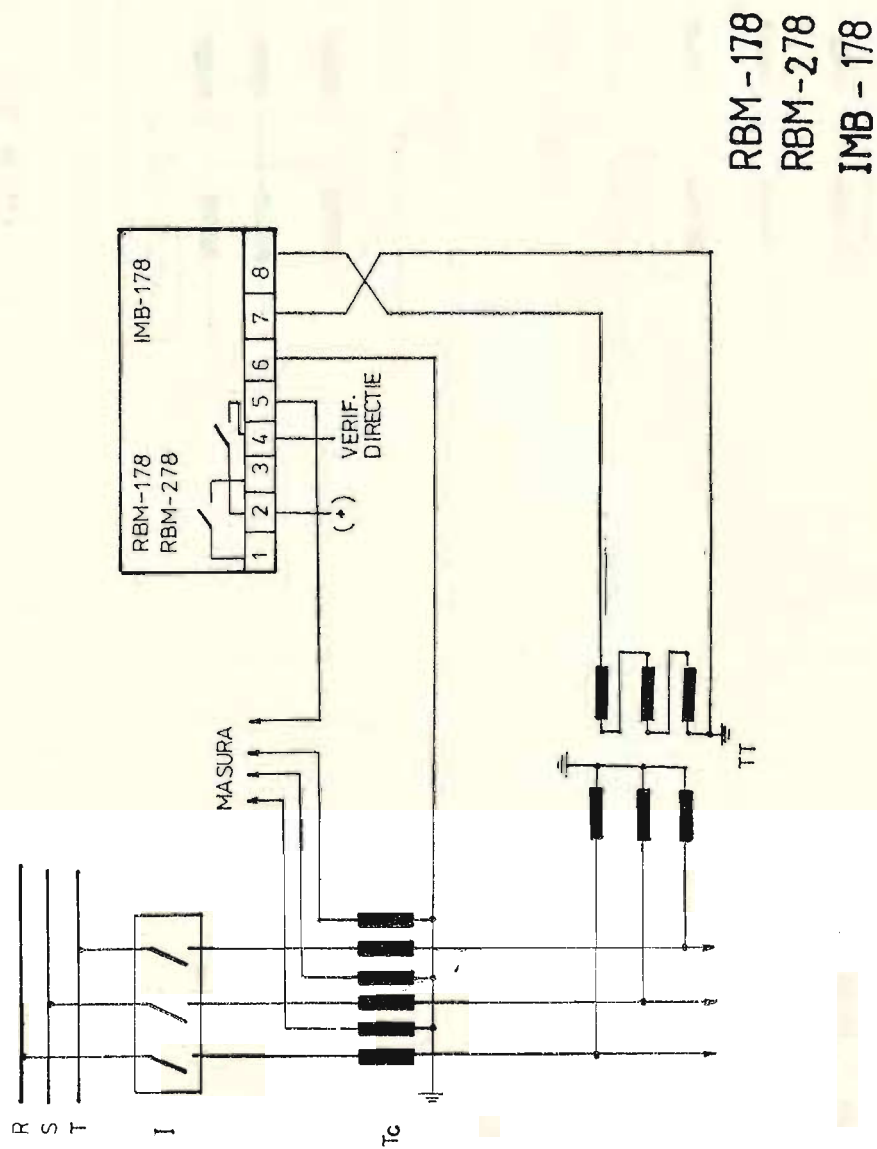 RBM-178
RBM-278
IMB-178
RBM-178
RBM-278
IMB-178
1 2 3 4 5 6 7 8
(+)
VERIF.
DIRECTIE
MASURA
R
S
T
I
Tc
TT